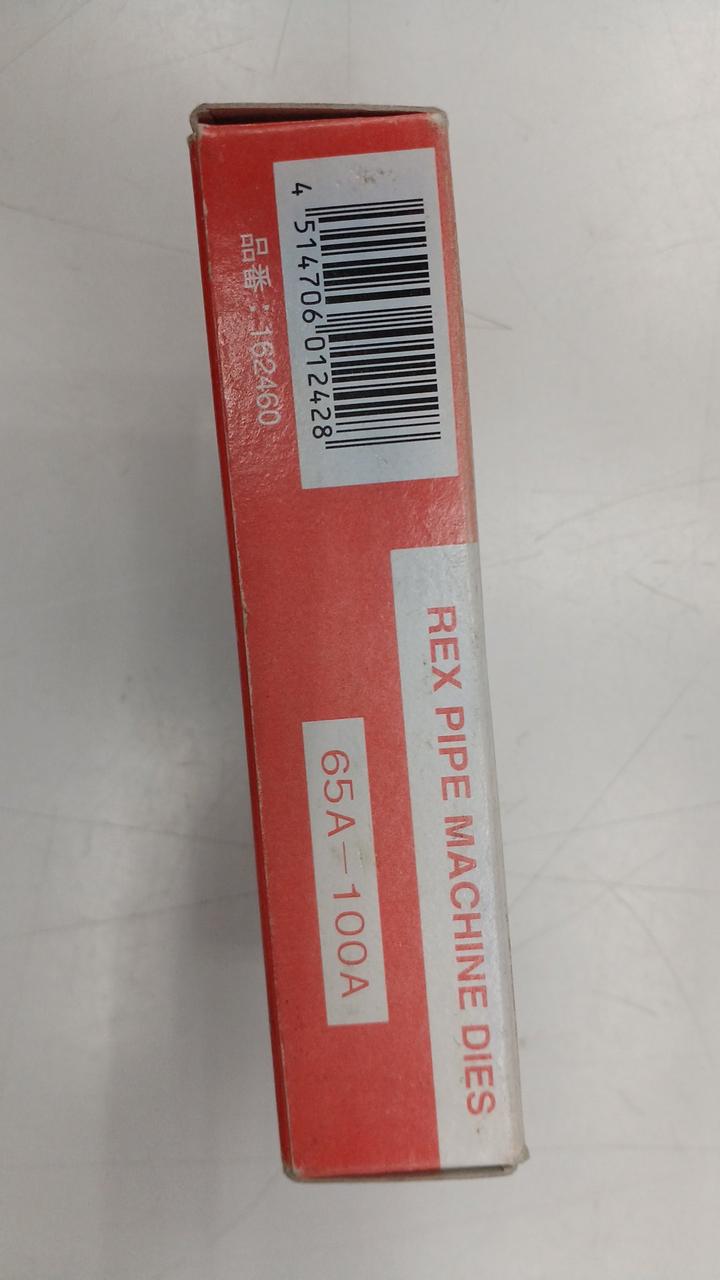 REX PIPE MACHINE DIES
65A—100A
4 514706 012428
品番：162460